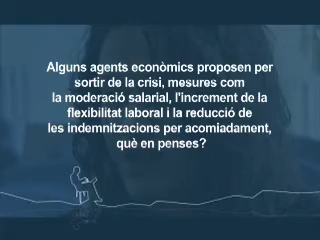 Alguns agents econòmics proposen per
sortir de la crisi, mesures com
la moderació salarial, l'increment de la
flexibilitat laboral i la reducció de
les indemnitzacions per acomiadament,
què en penses?